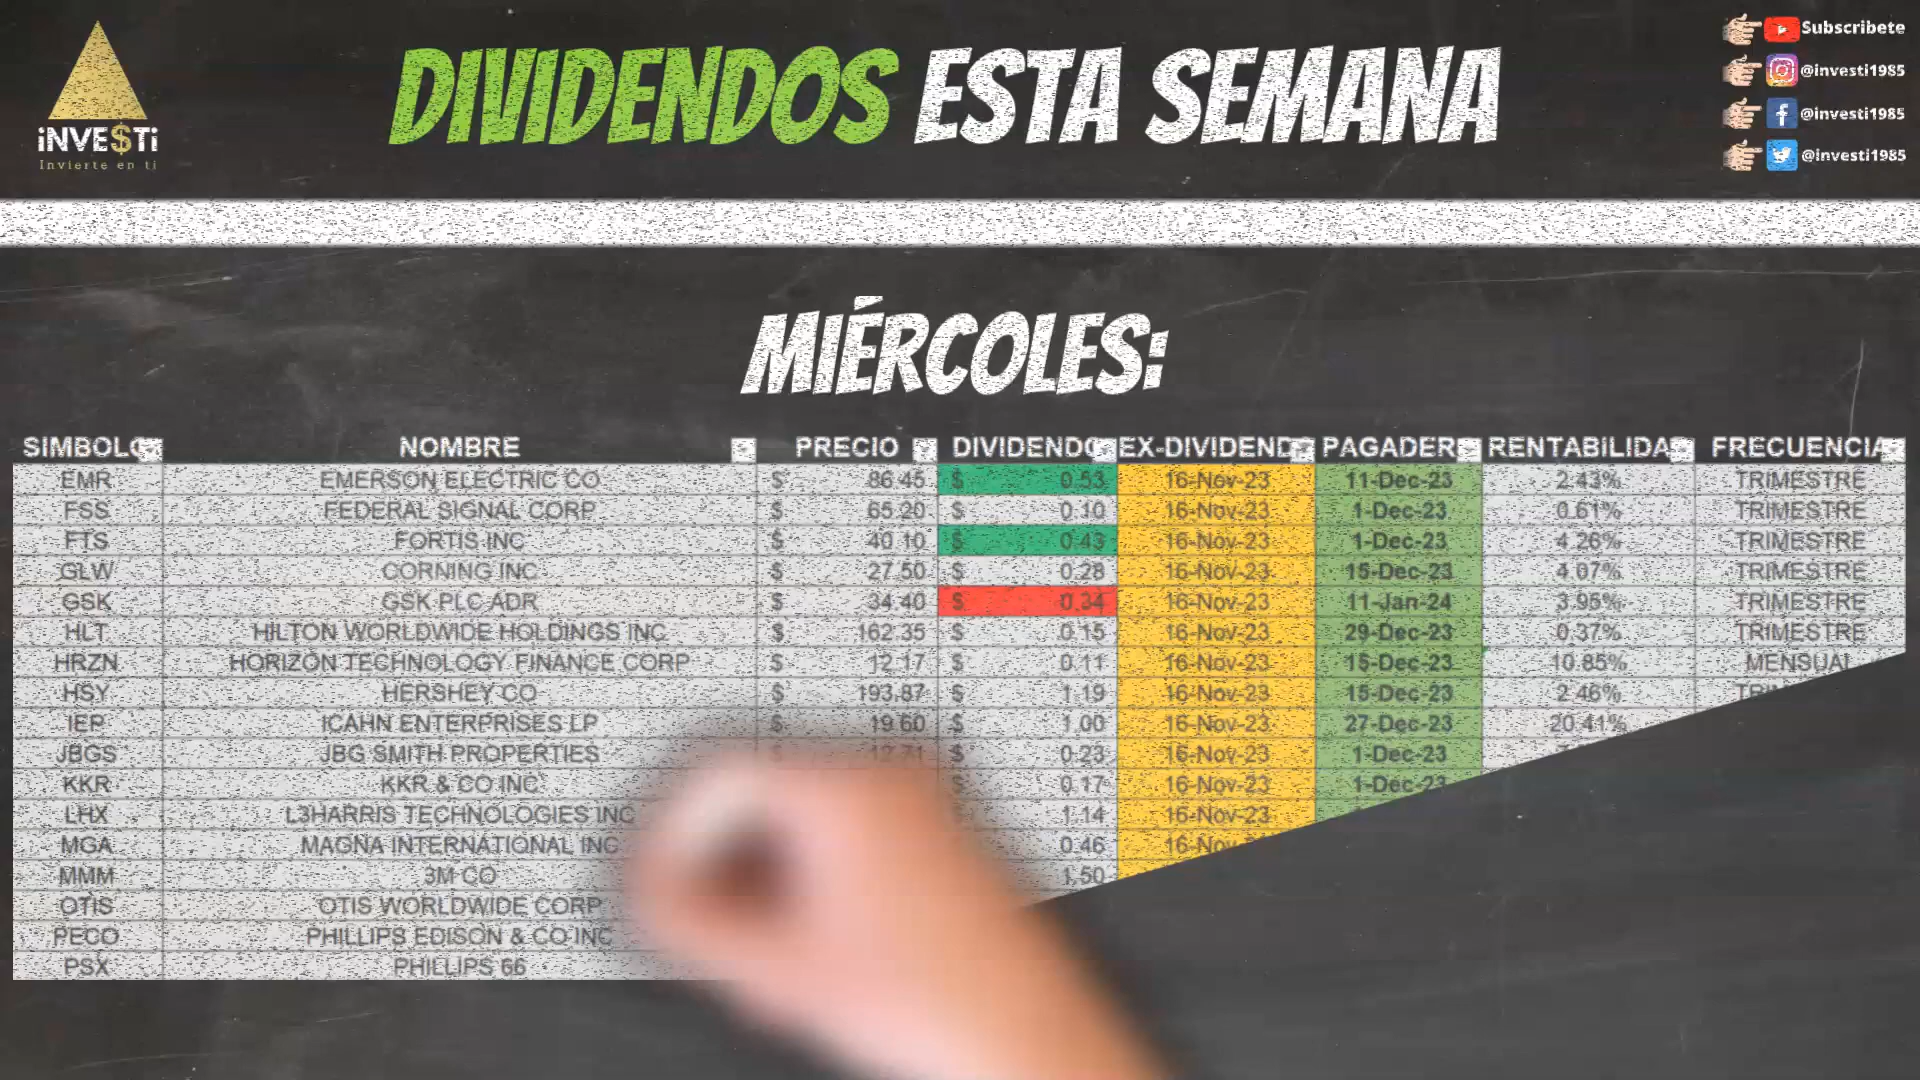 iNVE$Ti
Invierte en ti
DIVIDENDOS ESTA SEMANA
Subscribete
@investi1985
@investi1985
@investi1985
MIÉRCOLES:
SIMBOLO NOMBRE PRECIO DIVIDENDO EX-DIVIDEND PAGADER RENTABILIDA FRECUENCIA
EMR EMERSON ELECTRIC CO $ 86.45 $ 0.53 16-Nov-23 11-Dec-23 2.43% TRIMESTRE
FSS FEDERAL SIGNAL CORP $ 65.20 $ 0.10 16-Nov-23 1-Dec-23 0.61% TRIMESTRE
FTS FORTIS INC $ 40.10 $ 0.43 16-Nov-23 1-Dec-23 4.26% TRIMESTRE
GLW CORNING INC $ 27.50 $ 0.28 16-Nov-23 15-Dec-23 4.07% TRIMESTRE
GSK GSK PLC ADR $ 34.40 $ 0.34 16-Nov-23 11-Jan-24 3.95% TRIMESTRE
HLT HILTON WORLDWIDE HOLDINGS INC $ 162.35 $ 0.15 16-Nov-23 29-Dec-23 0.37% TRIMESTRE
HRZN HORIZON TECHNOLOGY FINANCE CORP $ 12.17 $ 0.11 16-Nov-23 15-Dec-23 10.85% MENSUAL
HSY HERSHEY CO $ 193.87 $ 1.19 16-Nov-23 15-Dec-23 2.46%
IEP ICAHN ENTERPRISES LP $ 19.60 $ 1.00 16-Nov-23 27-Dec-23 20.41%
JBGS JBG SMITH PROPERTIES $ 12.71 $ 0.23 16-Nov-23 1-Dec-23
KKR KKR & CO INC $ 0.17 16-Nov-23 1-Dec-23
LHX L3HARRIS TECHNOLOGIES INC 1.14 16-Nov-23
MGA MAGNA INTERNATIONAL INC 0.46 16-Nov
MMM 3M CO 1.50
OTIS OTIS WORLDWIDE CORP
PECO PHILLIPS EDISON & CO INC
PSX PHILLIPS 66